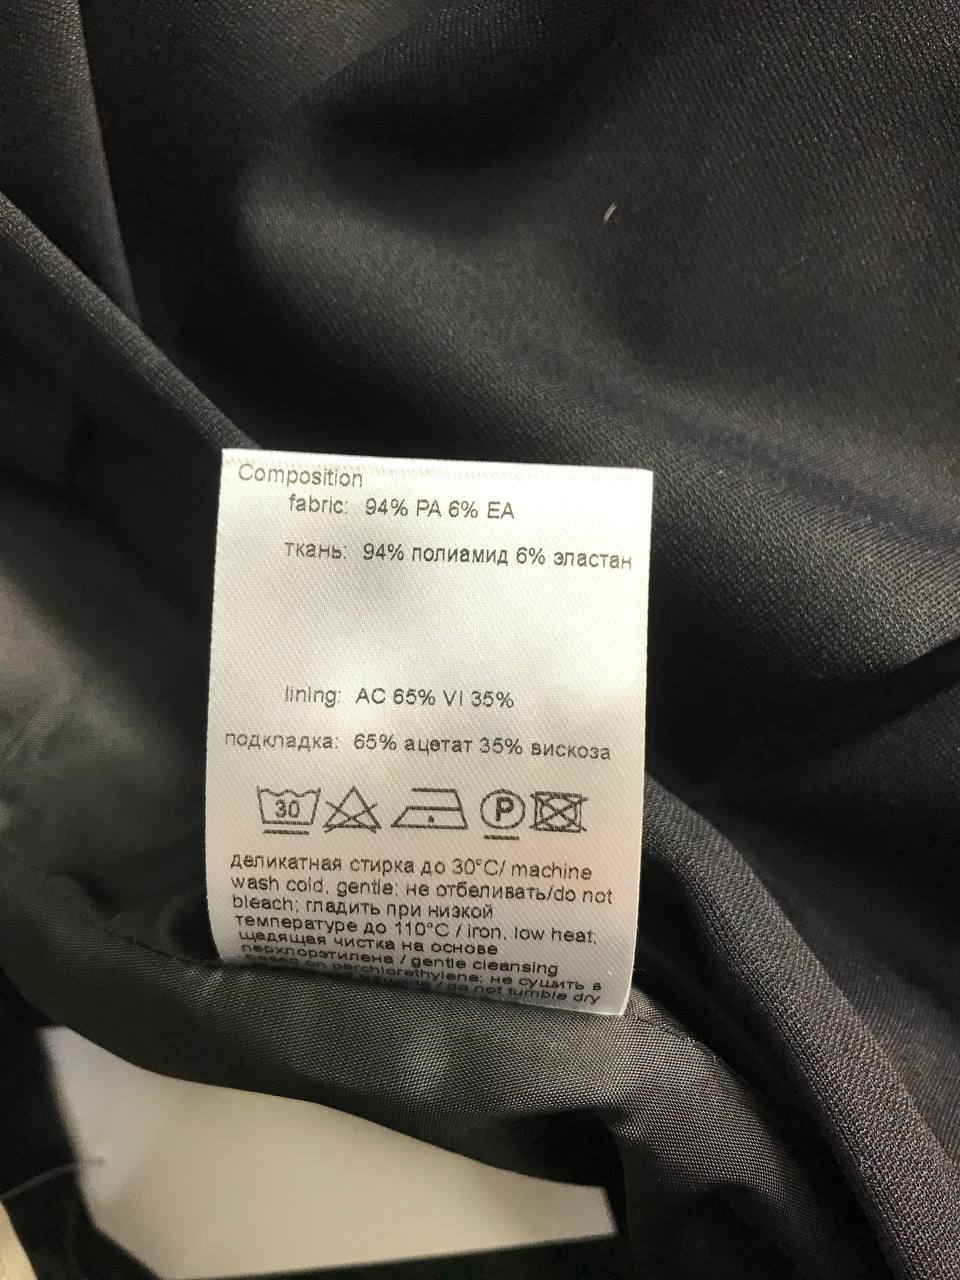 Composition
fabric: 94% PA 6% EA
ткань: 94% полиамид 6% эластан
lining: AC 65% VI 35%
подкладка: 65% ацетат 35% вискоза
30 P
деликатная стирка до 30°C/ machine
wash cold, gentle; не отбеливать/do not
bleach; гладить при низкой
температуре до 110°C / iron, low heat;
щадящая чистка на основе
перхлорэтилена / gentle cleansing
based on perchlorethylene; не сушить в
/ do not tumble dry